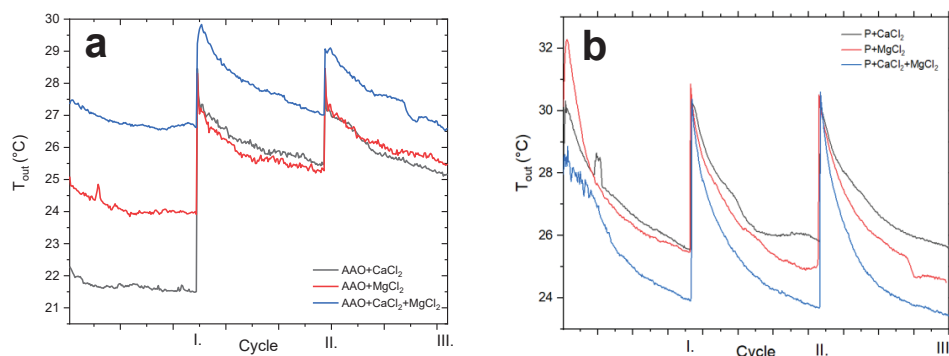 a
30
29
28
27
26
25
24
23
22
21
T_out (°C)
AAO+CaCl₂
AAO+MgCl₂
AAO+CaCl₂+MgCl₂
I.
II.
III.
Cycle
b
32
30
28
26
24
T_out (°C)
P+CaCl₂
P+MgCl₂
P+CaCl₂+MgCl₂
I.
II.
III
Cycle